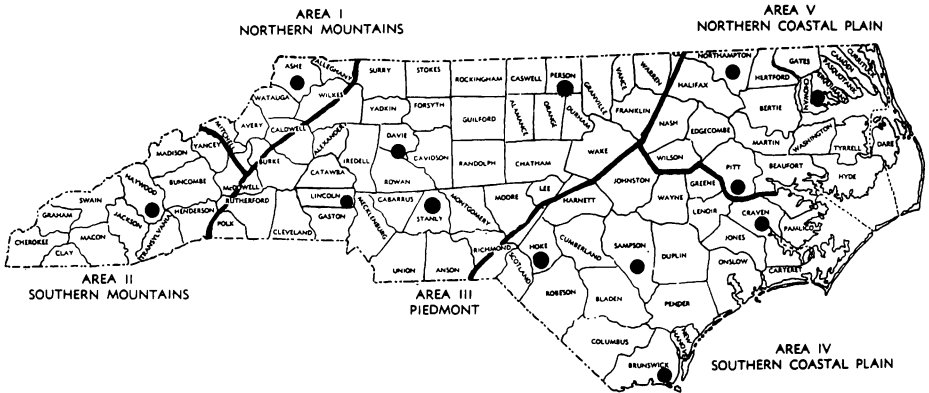 AREA I
NORTHERN MOUNTAINS
AREA V
NORTHERN COASTAL PLAIN
ASHE
ALLEGHANY
SURRY
STOKES
ROCKINGHAM
CASWELL
PERSON
GRANVILLE
VANCE
WARREN
NORTHAMPTON
HALIFAX
HERTFORD
GATES
CAMDEN
CURRITUCK
PASQUOTANK
PERQUIMANS
CHOWAN
WATAUGA
WILKES
YADKIN
FORSYTH
GUILFORD
ALAMANCE
ORANGE
DURHAM
FRANKLIN
NASH
EDGECOMBE
BERTIE
MARTIN
WASHINGTON
TYRRELL
DARE
MITCHELL
AVERY
CALDWELL
ALEXANDER
IREDELL
DAVIE
CAVIDSON
RANDOLPH
CHATHAM
WAKE
WILSON
PITT
BEAUFORT
HYDE
MADISON
YANCEY
BURKE
CATAWBA
ROWAN
HAYWOOD
BUNCOMBE
McDOWELL
LINCOLN
CABARRUS
STANLY
MONTGOMERY
MOORE
LEE
HARNETT
JOHNSTON
WAYNE
GREENE
LENOIR
CRAVEN
PAMLICO
SWAIN
GRAHAM
JACKSON
HENDERSON
TRANSYLVANIA
RUTHERFORD
POLK
CLEVELAND
GASTON
MECKLENBURG
CHEROKEE
MACON
CLAY
UNION
ANSON
RICHMOND
SCOTLAND
HOKE
CUMBERLAND
SAMPSON
DUPLIN
JONES
ONSLOW
CARTERET
AREA II
SOUTHERN MOUNTAINS
AREA III
PIEDMONT
ROBESON
BLADEN
PENDER
COLUMBUS
NEW HANOVER
BRUNSWICK
AREA IV
SOUTHERN COASTAL PLAIN